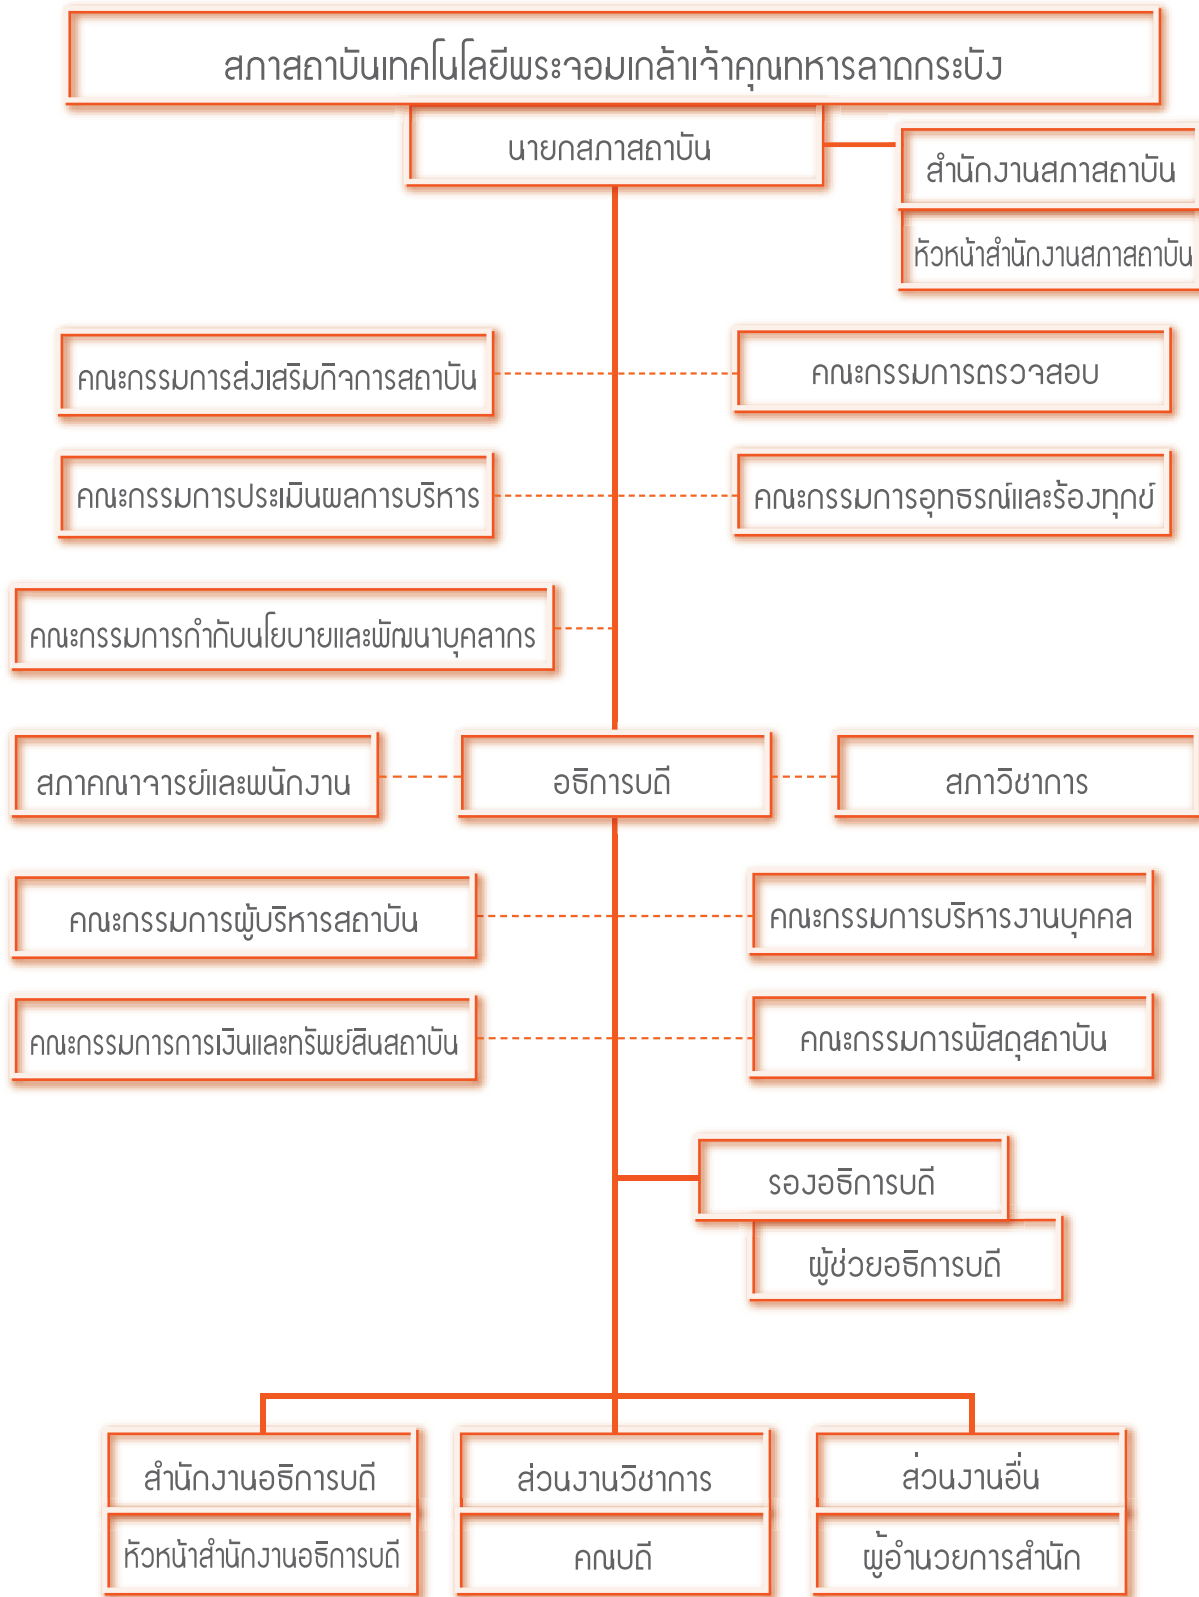 สภาสถาบันเทคโนโลยีพระจอมเกล้าเจ้าคุณทหารลาดกระบัง
นายกสภาสถาบัน
สำนักงานสภาสถาบัน
หัวหน้าสำนักงานสภาสถาบัน
คณะกรรมการส่งเสริมกิจการสถาบัน
คณะกรรมการตรวจสอบ
คณะกรรมการประเมินผลการบริหาร
คณะกรรมการอุทธรณ์และร้องทุกข์
คณะกรรมการกำกับนโยบายและพัฒนาบุคลากร
สภาคณาจารย์และพนักงาน
อธิการบดี
สภาวิชาการ
คณะกรรมการผู้บริหารสถาบัน
คณะกรรมการบริหารงานบุคคล
คณะกรรมการการเงินและทรัพย์สินสถาบัน
คณะกรรมการพัสดุสถาบัน
รองอธิการบดี
ผู้ช่วยอธิการบดี
สำนักงานอธิการบดี
ส่วนงานวิชาการ
ส่วนงานอื่น
หัวหน้าสำนักงานอธิการบดี
คณบดี
ผู้อำนวยการสำนัก